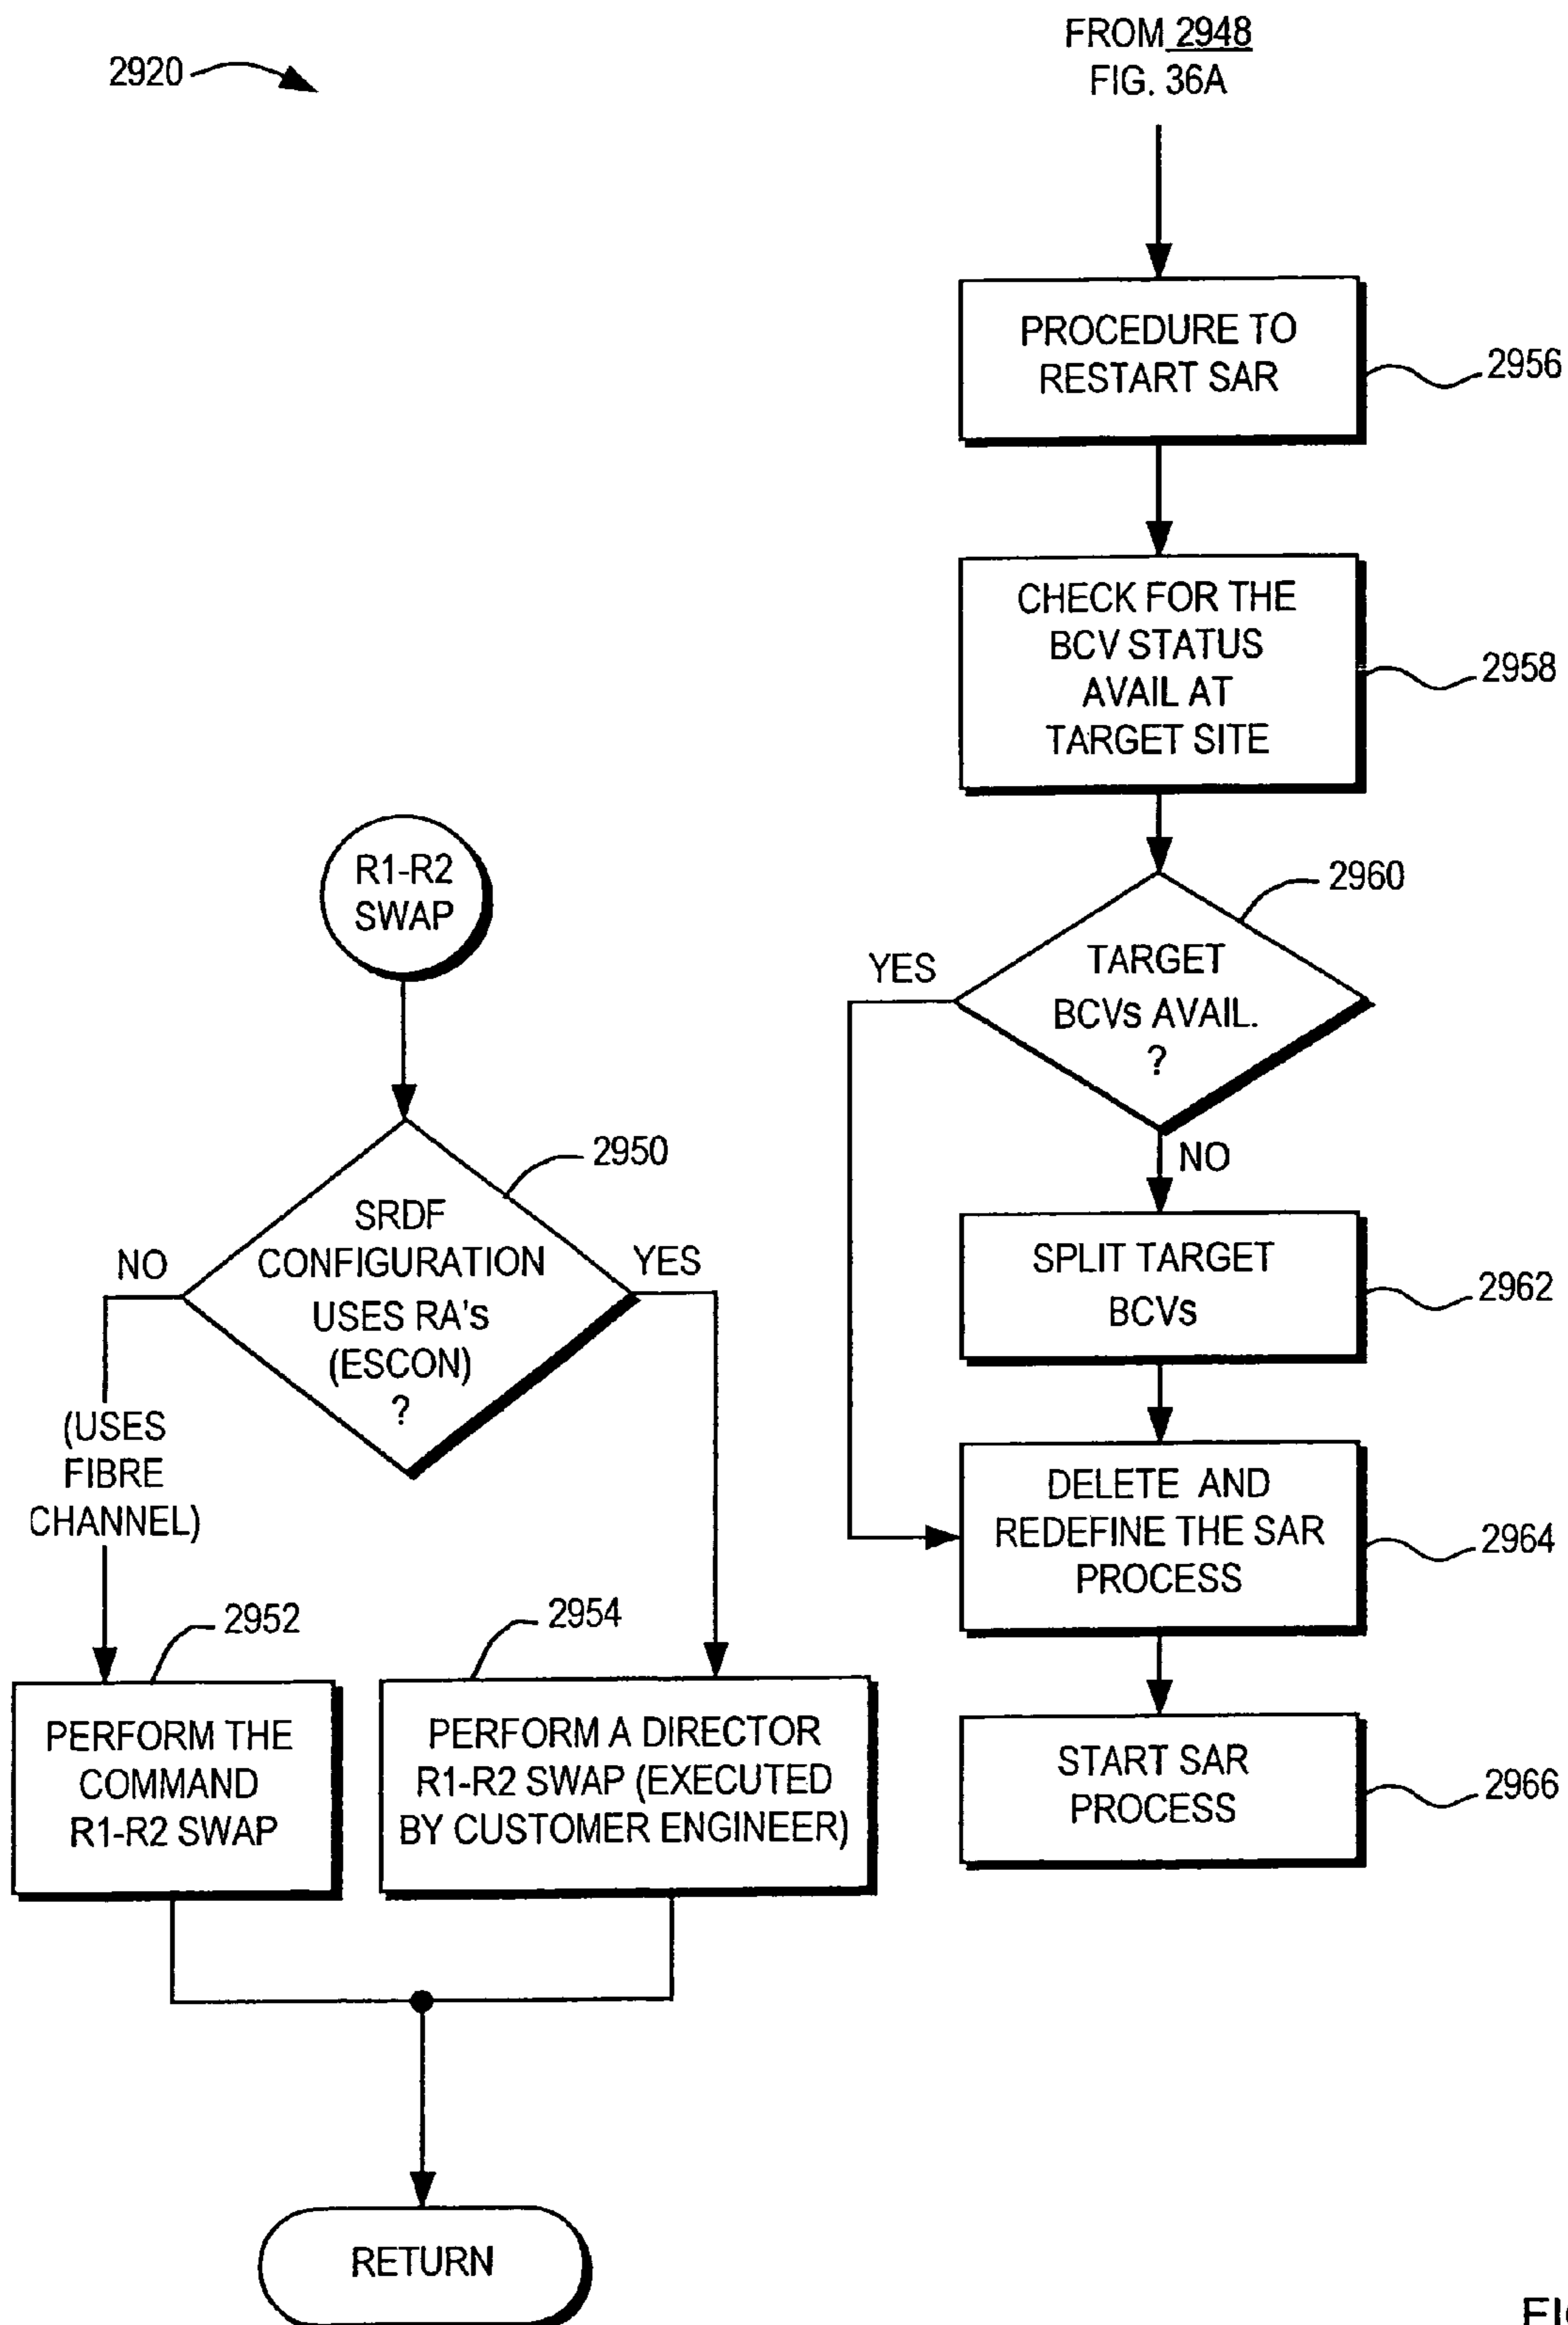 2920
FROM 2948
FIG. 36A
PROCEDURE TO
RESTART SAR
2956
CHECK FOR THE
BCV STATUS
AVAIL AT
TARGET SITE
2958
2960
TARGET
BCVs AVAIL.
?
YES
NO
SPLIT TARGET
BCVs
2962
DELETE AND
REDEFINE THE SAR
PROCESS
2964
START SAR
PROCESS
2966
R1-R2
SWAP
2950
SRDF
CONFIGURATION
USES RA's
(ESCON)
?
NO
YES
(USES
FIBRE
CHANNEL)
2952
PERFORM THE
COMMAND
R1-R2 SWAP
2954
PERFORM A DIRECTOR
R1-R2 SWAP (EXECUTED
BY CUSTOMER ENGINEER)
RETURN